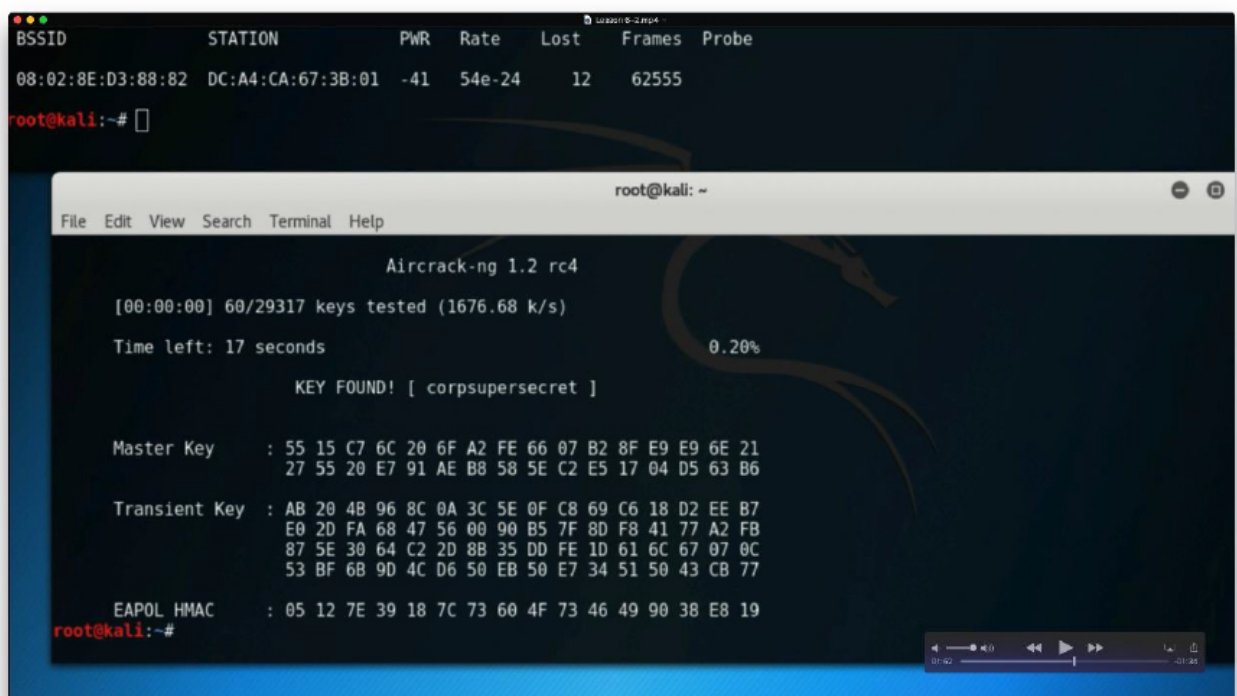 Lesson 6-2.mp4
BSSID STATION PWR Rate Lost Frames Probe
08:02:8E:D3:88:82 DC:A4:CA:67:3B:01 -41 54e-24 12 62555
root@kali:~#
root@kali: ~
File Edit View Search Terminal Help
Aircrack-ng 1.2 rc4
[00:00:00] 60/29317 keys tested (1676.68 k/s)
Time left: 17 seconds 0.20%
KEY FOUND! [ corpsupersecret ]
Master Key : 55 15 C7 6C 20 6F A2 FE 66 07 B2 8F E9 E9 6E 21
27 55 20 E7 91 AE B8 58 5E C2 E5 17 04 D5 63 B6
Transient Key : AB 20 4B 96 8C 0A 3C 5E 0F C8 69 C6 18 D2 EE B7
E0 2D FA 68 47 56 00 90 B5 7F 8D F8 41 77 A2 FB
87 5E 30 64 C2 2D 8B 35 DD FE 1D 61 6C 67 07 0C
53 BF 6B 9D 4C D6 50 EB 50 E7 34 51 50 43 CB 77
EAPOL HMAC : 05 12 7E 39 18 7C 73 60 4F 73 46 49 90 38 E8 19
root@kali:~#